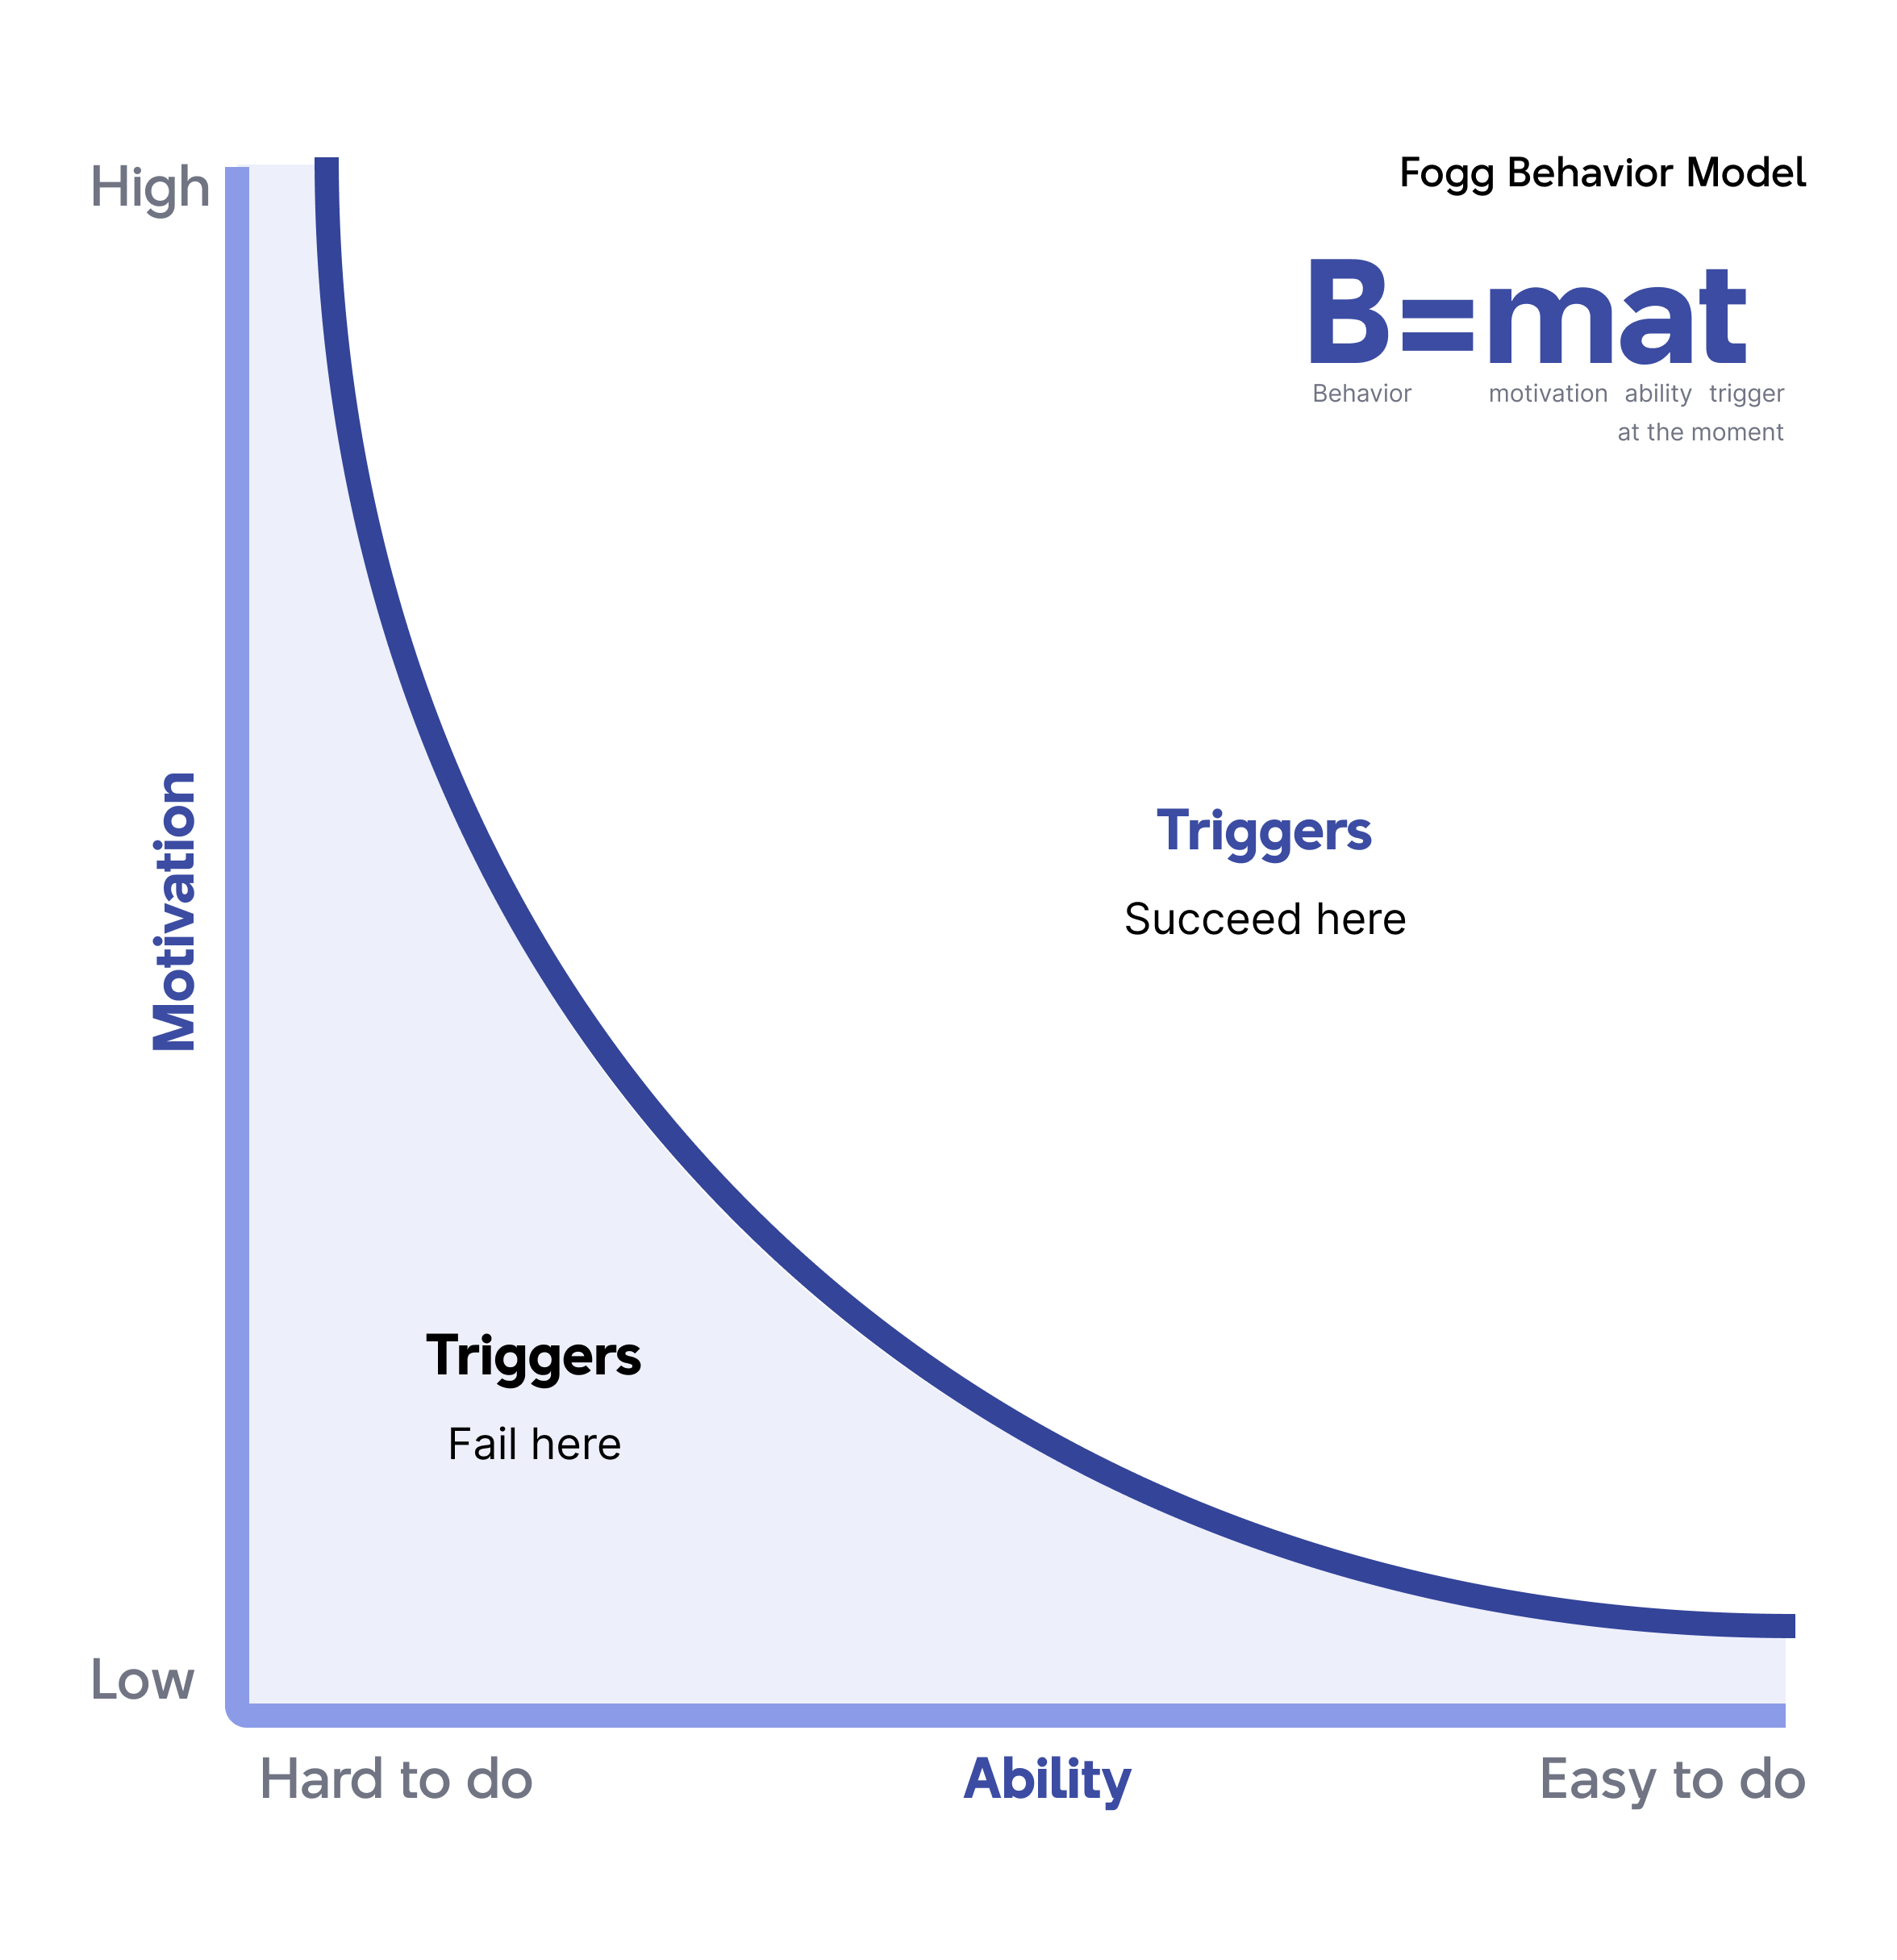 High
Fogg Behavior Model
B=mat
Behavior motivation ability trigger
at the moment
Motivation
Triggers
Succeed here
Triggers
Fail here
Low
Hard to do Ability Easy to do